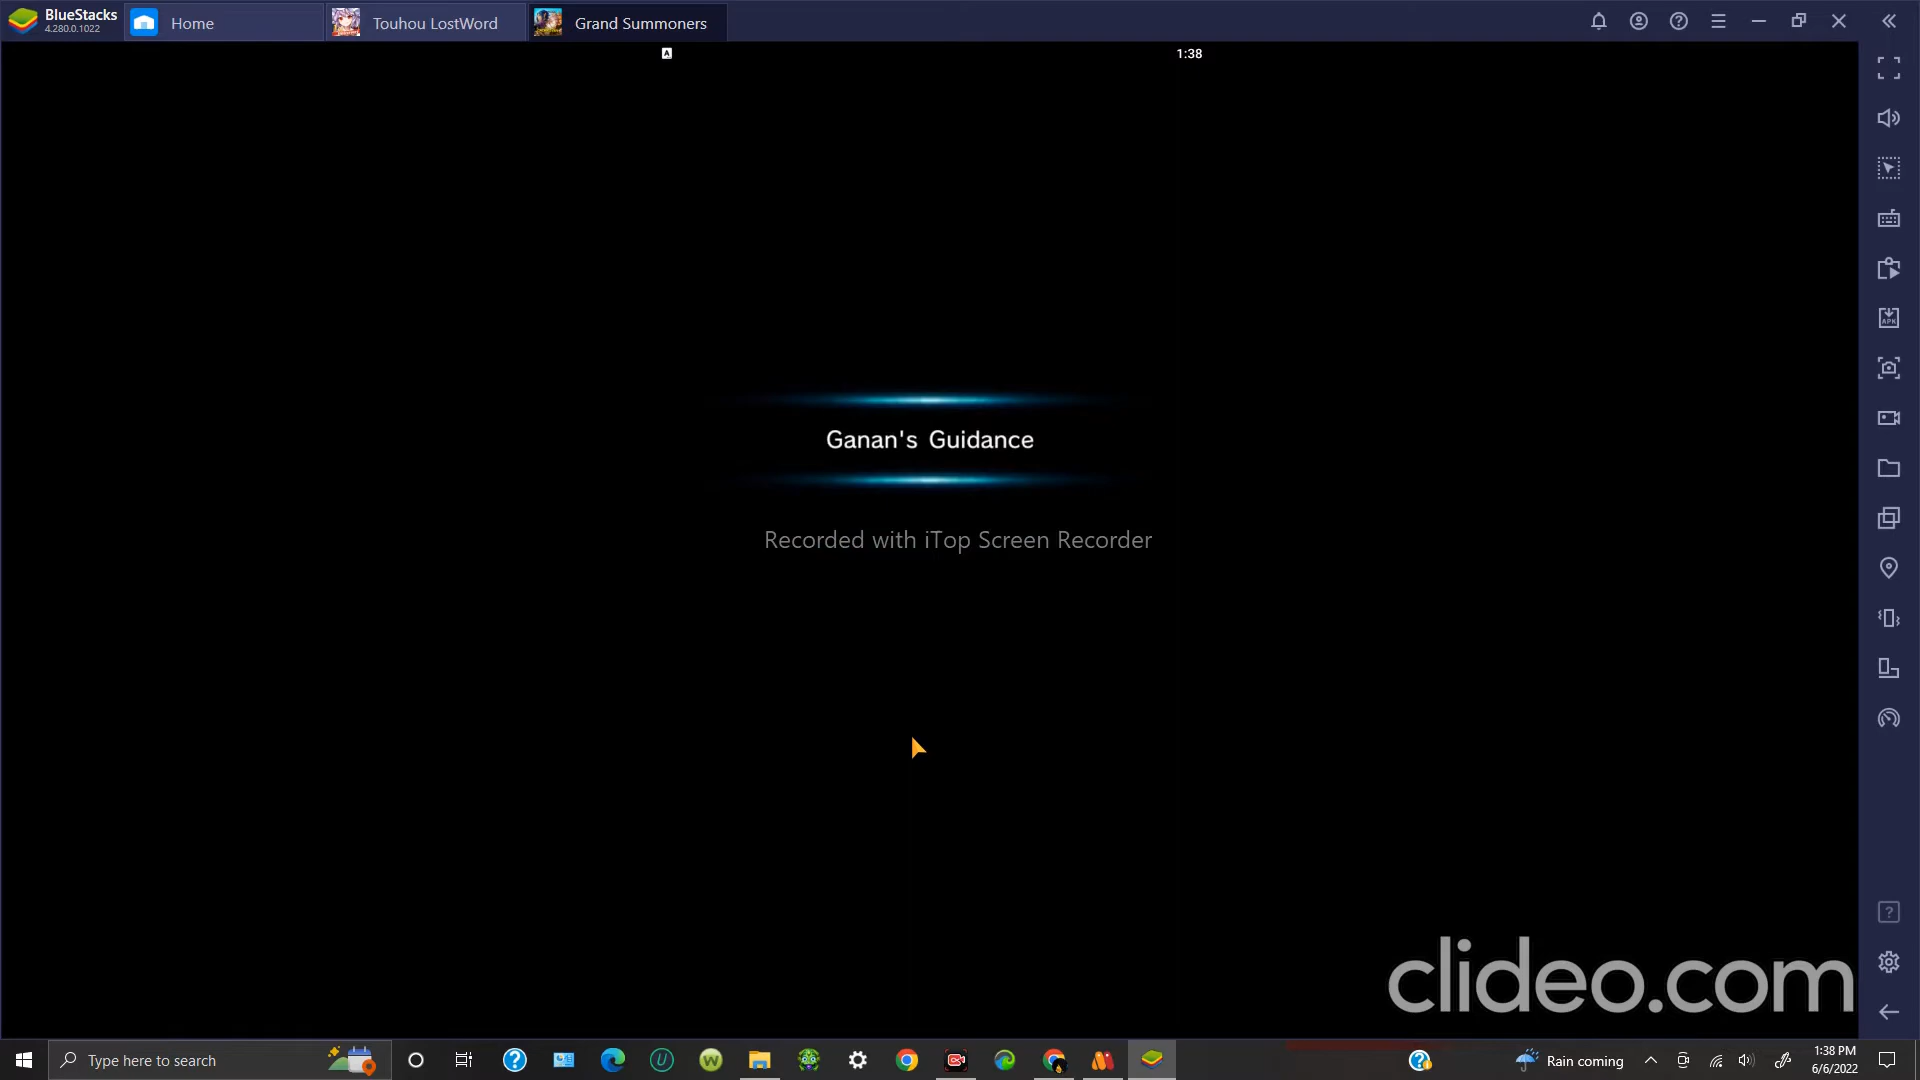 BlueStacks
4.280.0.1022
Home
Touhou LostWord
Grand Summoners
1:38
Ganan's Guidance
Recorded with iTop Screen Recorder
clideo.com
Type here to search
Rain coming
1:38 PM
6/6/2022